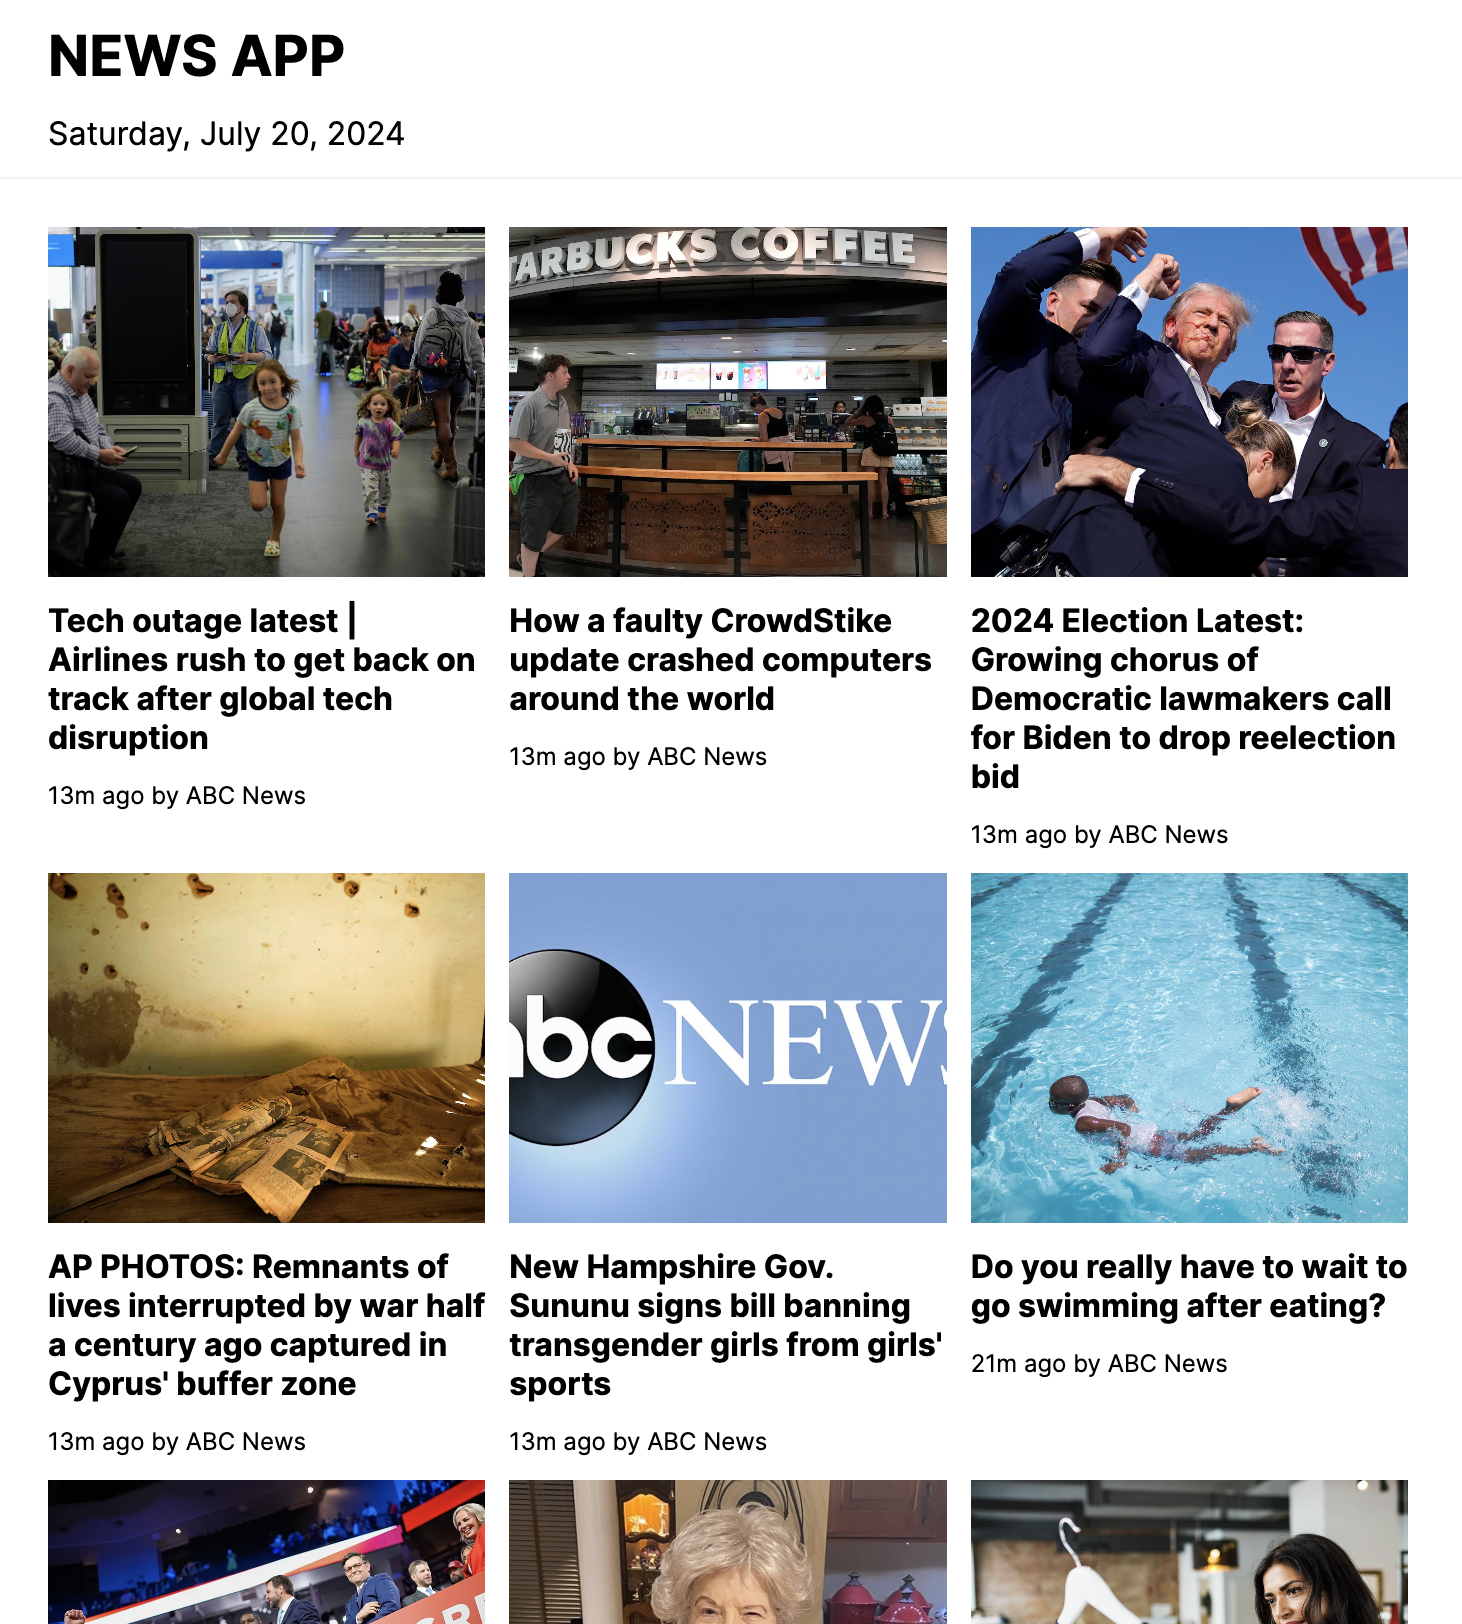 NEWS APP
Saturday, July 20, 2024
TARBUCKS COFFEE
Tech outage latest |
Airlines rush to get back on
track after global tech
disruption
13m ago by ABC News
How a faulty CrowdStike
update crashed computers
around the world
13m ago by ABC News
2024 Election Latest:
Growing chorus of
Democratic lawmakers call
for Biden to drop reelection
bid
13m ago by ABC News
abc NEWS
AP PHOTOS: Remnants of
lives interrupted by war half
a century ago captured in
Cyprus' buffer zone
13m ago by ABC News
New Hampshire Gov.
Sununu signs bill banning
transgender girls from girls'
sports
13m ago by ABC News
Do you really have to wait to
go swimming after eating?
21m ago by ABC News